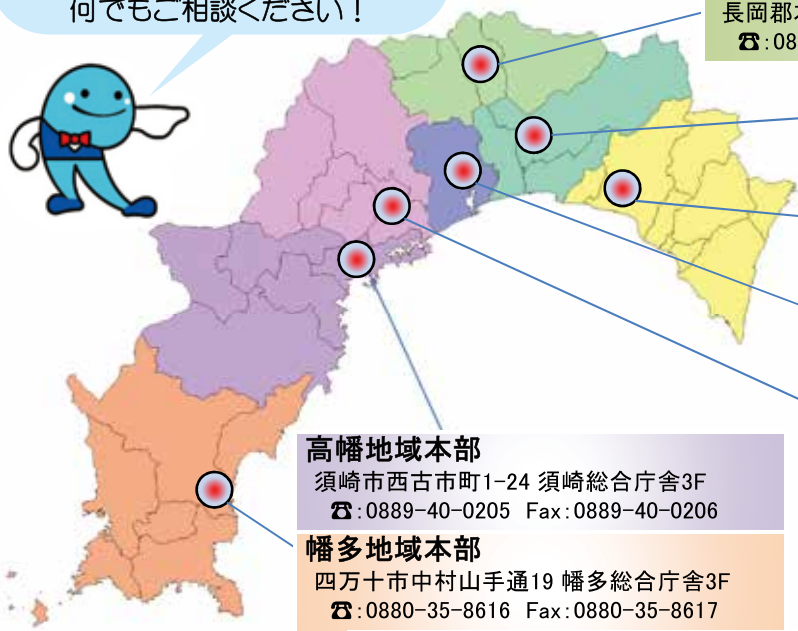 何でもご相談ください！
長岡郡
☎:08
高幡地域本部
須崎市西古市町1-24 須崎総合庁舎3F
☎:0889-40-0205 Fax:0889-40-0206
幡多地域本部
四万十市中村山手通19 幡多総合庁舎3F
☎:0880-35-8616 Fax:0880-35-8617